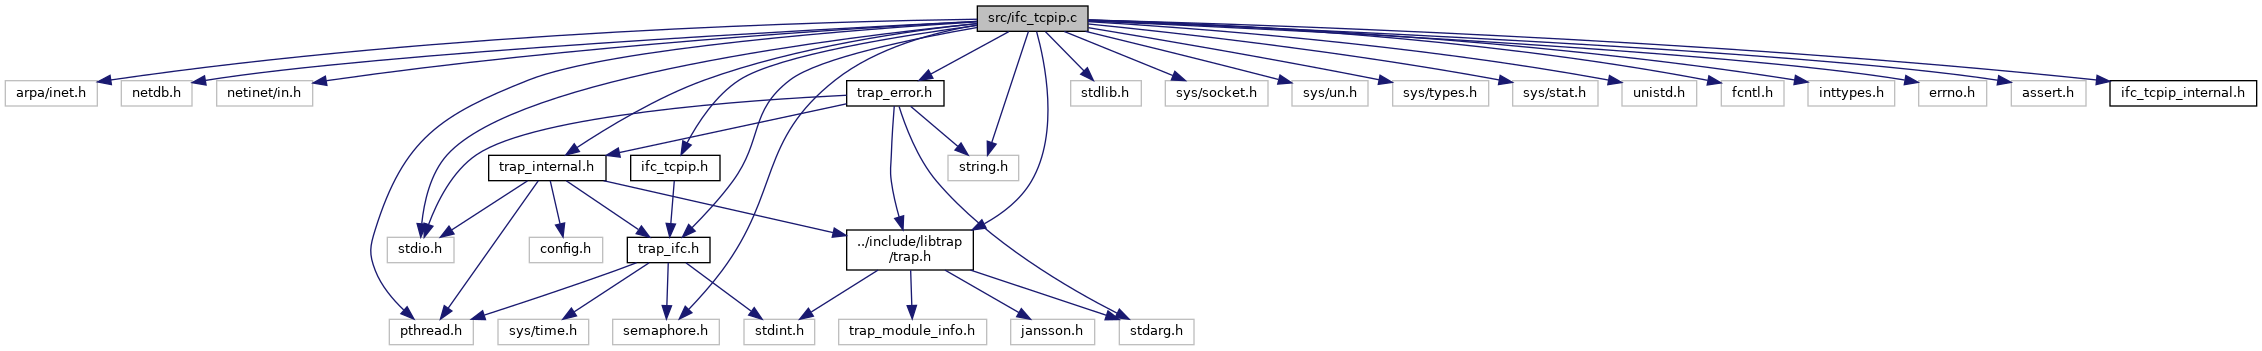 src/ifc_tcpip.c
arpa/inet.h
netdb.h
netinet/in.h
trap_error.h
stdlib.h
sys/socket.h
sys/un.h
sys/types.h
sys/stat.h
unistd.h
fcntl.h
inttypes.h
errno.h
assert.h
ifc_tcpip_internal.h
trap_internal.h
ifc_tcpip.h
string.h
stdio.h
config.h
trap_ifc.h
../include/libtrap
/trap.h
pthread.h
sys/time.h
semaphore.h
stdint.h
trap_module_info.h
jansson.h
stdarg.h